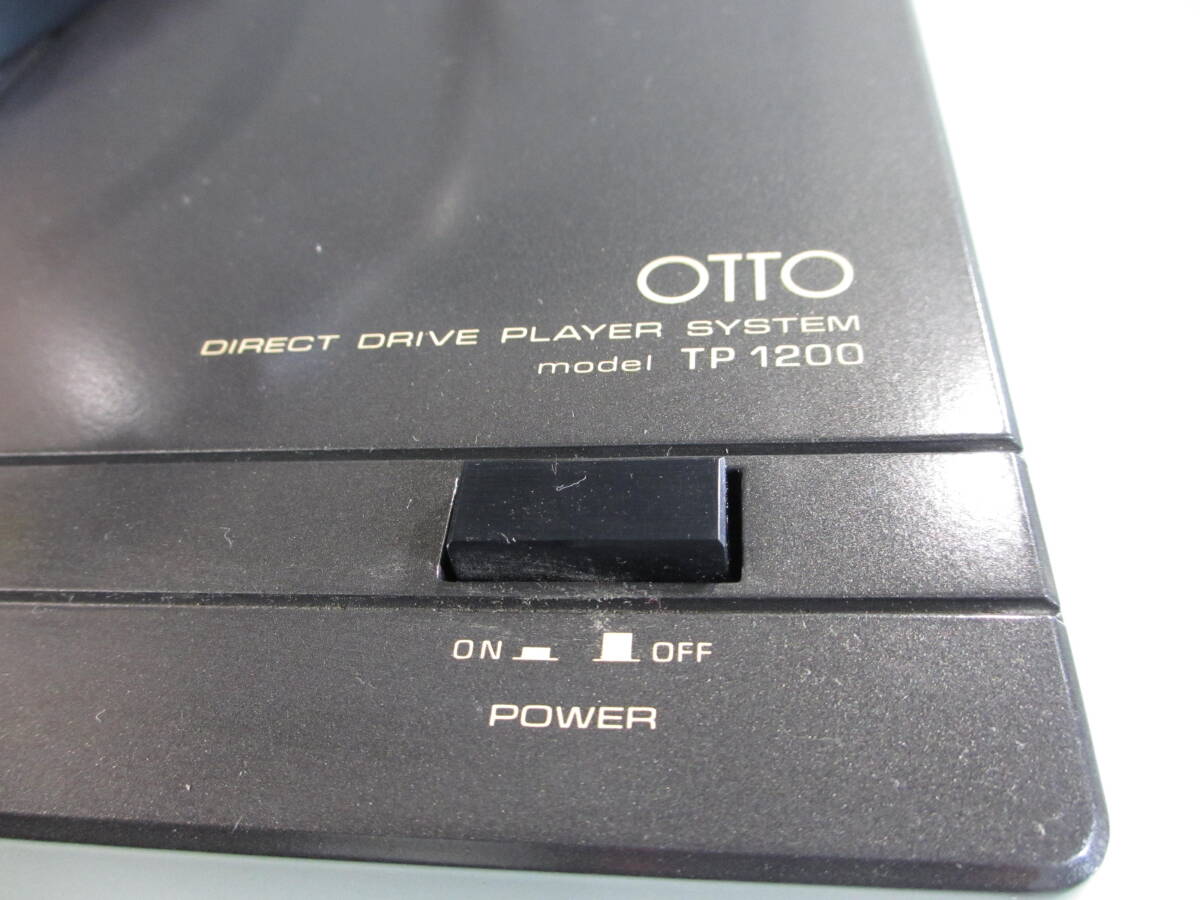 OTTO
DIRECT DRIVE PLAYER SYSTEM
model TP 1200
ON OFF
POWER